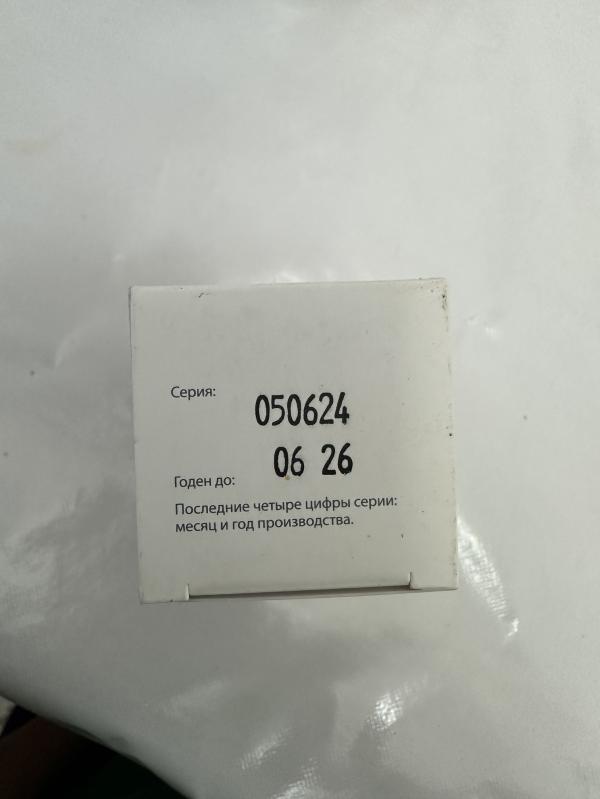 Серия: 050624
Годен до: 06 26
Последние четыре цифры серии:
месяц и год производства.